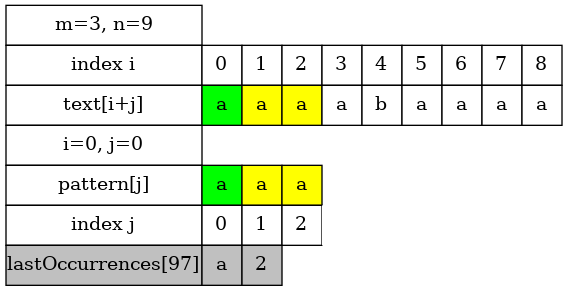 m=3, n=9
index i 0 1 2 3 4 5 6 7 8
text[i+j] a a a a b a a a a
i=0, j=0
pattern[j] a a a
index j 0 1 2
lastOccurrences[97] a 2